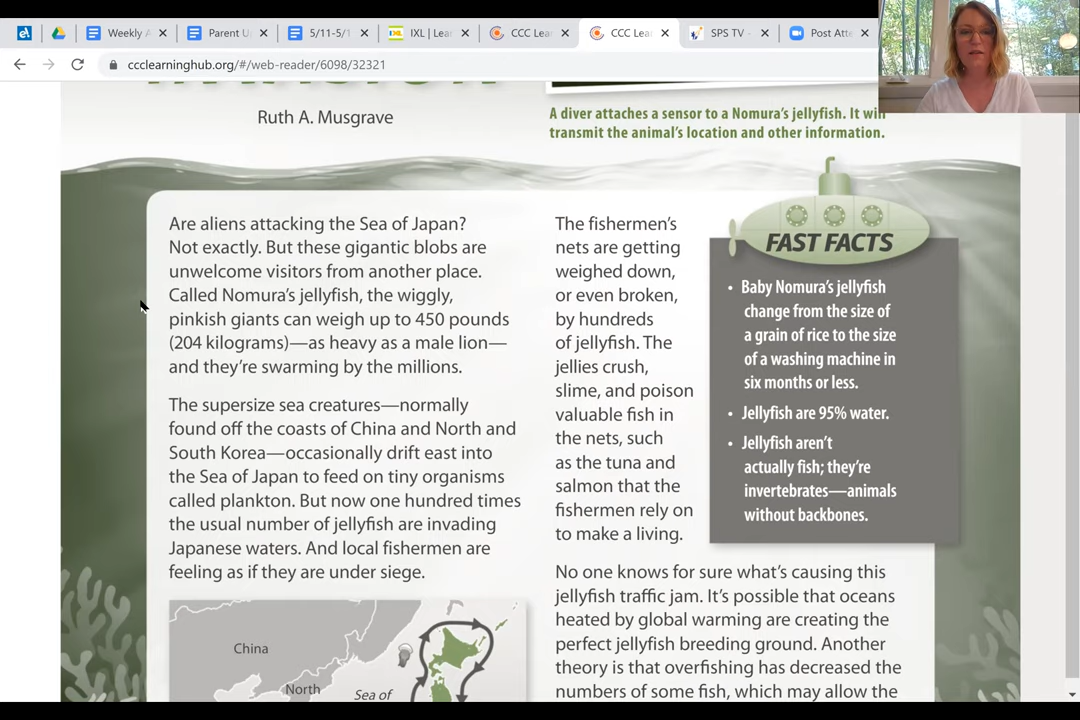 Weekly
Parent U
5/11-5/1
IXL | Lear
CCC Lea
CCC Lea
SPS TV -
Post Atte
ccclearninghub.org/#/web-reader/6098/32321
Ruth A. Musgrave
A diver attaches a sensor to a Nomura's jellyfish. It will
transmit the animal's location and other information.
Are aliens attacking the Sea of Japan?
Not exactly. But these gigantic blobs are
unwelcome visitors from another place.
Called Nomura's jellyfish, the wiggly,
pinkish giants can weigh up to 450 pounds
(204 kilograms)—as heavy as a male lion—
and they're swarming by the millions.
The supersize sea creatures—normally
found off the coasts of China and North and
South Korea—occasionally drift east into
the Sea of Japan to feed on tiny organisms
called plankton. But now one hundred times
the usual number of jellyfish are invading
Japanese waters. And local fishermen are
feeling as if they are under siege.
China
North
Sea of
The fishermen's
nets are getting
weighed down,
or even broken,
by hundreds
of jellyfish. The
jellies crush,
slime, and poison
valuable fish in
the nets, such
as the tuna and
salmon that the
fishermen rely on
to make a living.
FAST FACTS
• Baby Nomura's jellyfish
change from the size of
a grain of rice to the size
of a washing machine in
six months or less.
• Jellyfish are 95% water.
• Jellyfish aren't
actually fish; they're
invertebrates—animals
without backbones.
No one knows for sure what's causing this
jellyfish traffic jam. It's possible that oceans
heated by global warming are creating the
perfect jellyfish breeding ground. Another
theory is that overfishing has decreased the
numbers of some fish, which may allow the